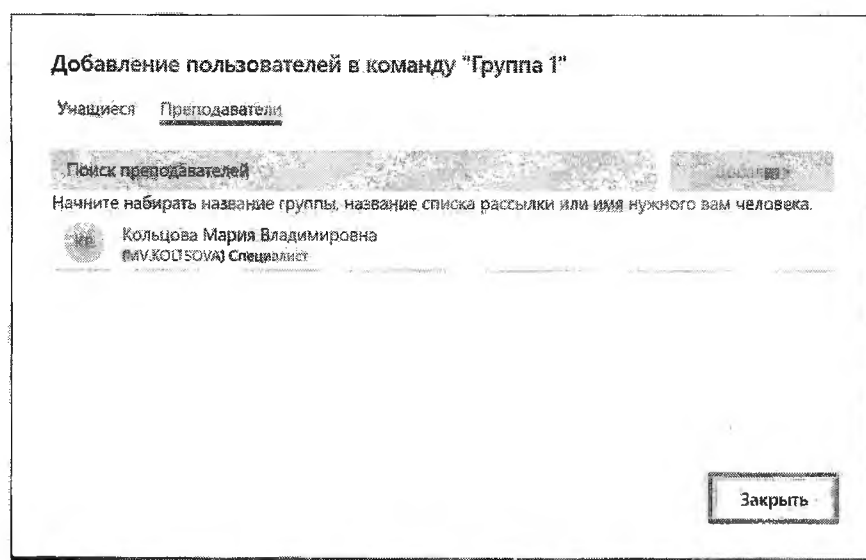 Добавление пользователей в команду "Группа 1"
Учащиеся Преподаватели
Поиск преподавателей Добавить
Начните набирать название группы, название списка рассылки или имя нужного вам человека.
Кольцова Мария Владимировна
(MV.KOLTSOVA) Специалист
Закрыть